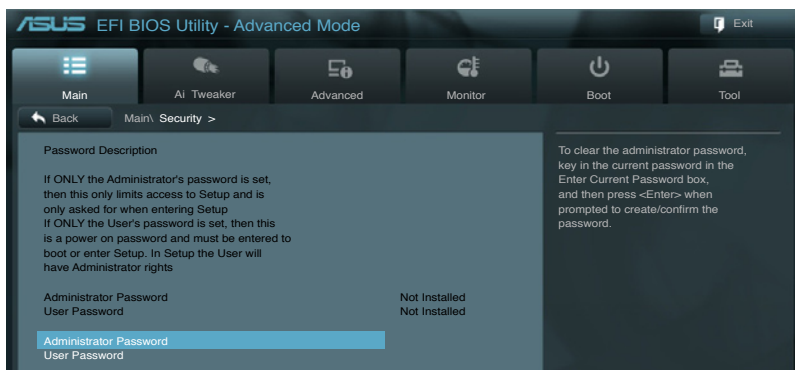 ASUS EFI BIOS Utility - Advanced Mode
Exit
Main Ai Tweaker Advanced Monitor Boot Tool
Back Main\ Security >
Password Description
If ONLY the Administrator's password is set,
then this only limits access to Setup and is
only asked for when entering Setup
If ONLY the User's password is set, then this
is a power on password and must be entered to
boot or enter Setup. In Setup the User will
have Administrator rights
Administrator Password Not Installed
User Password Not Installed
Administrator Password
User Password
To clear the administrator password,
key in the current password in the
Enter Current Password box,
and then press <Enter> when
prompted to create/confirm the
password.